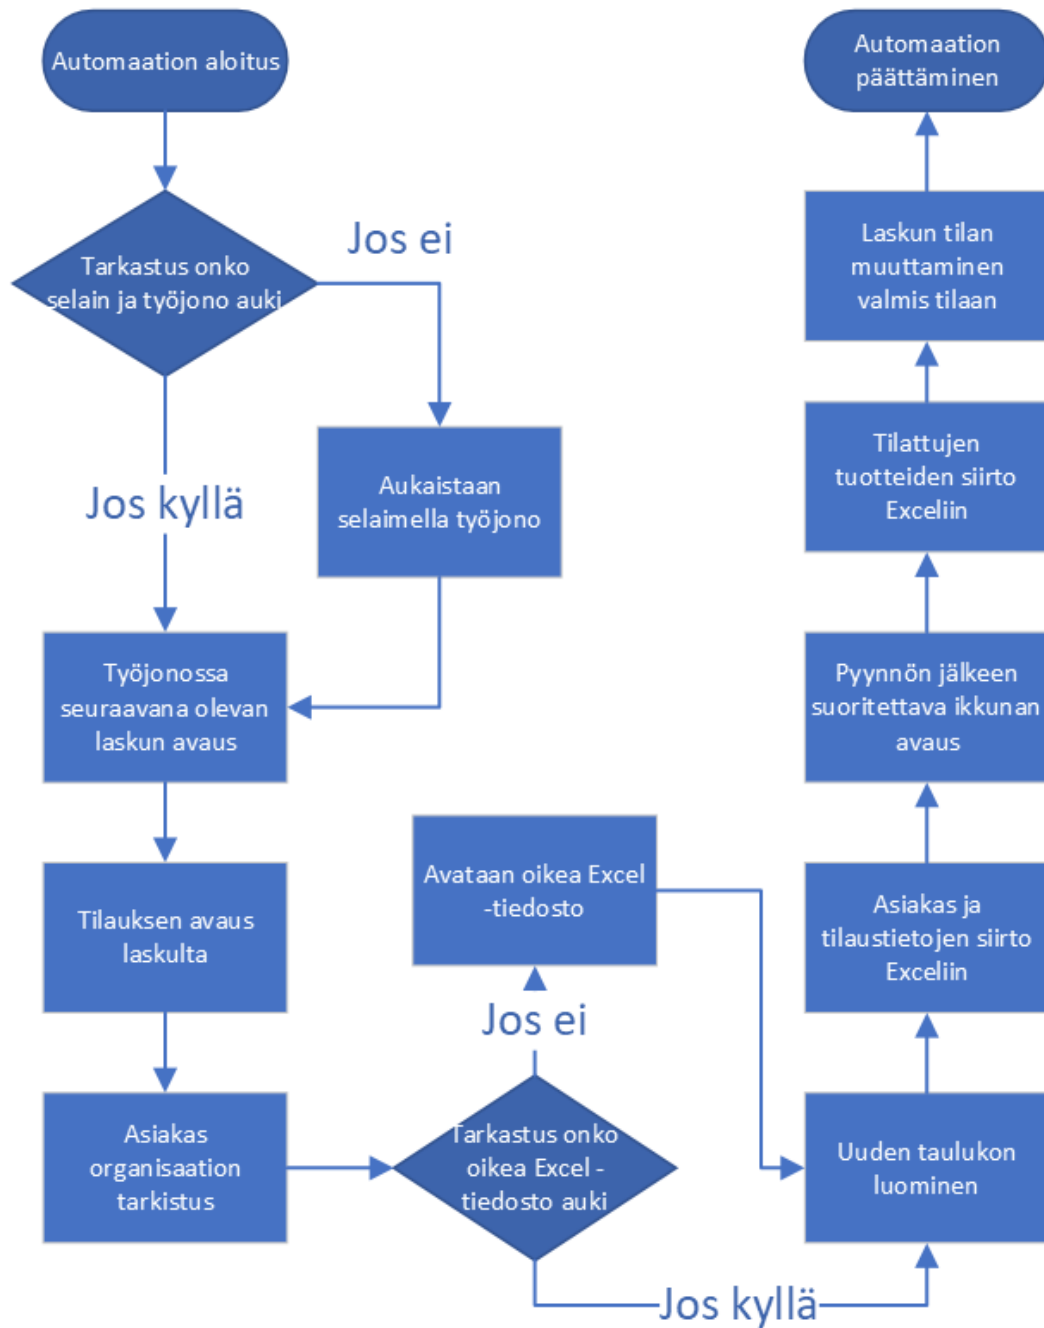 Automaation aloitus
Tarkastus onko
selain ja työjono auki
Jos ei
Aukaistaan
selaimella työjono
Jos kyllä
Työjonossa
seuraavana olevan
laskun avaus
Tilauksen avaus
laskulta
Asiakas
organisaation
tarkistus
Tarkastus onko
oikea Excel -
tiedosto auki
Jos ei
Avataan oikea Excel
-tiedosto
Jos kyllä
Uuden taulukon
luominen
Asiakas ja
tilaustietojen siirto
Exceliin
Pyynnön jälkeen
suoritettava ikkunan
avaus
Tilattujen
tuotteiden siirto
Exceliin
Laskun tilan
muuttaminen
valmis tilaan
Automaation
päättäminen